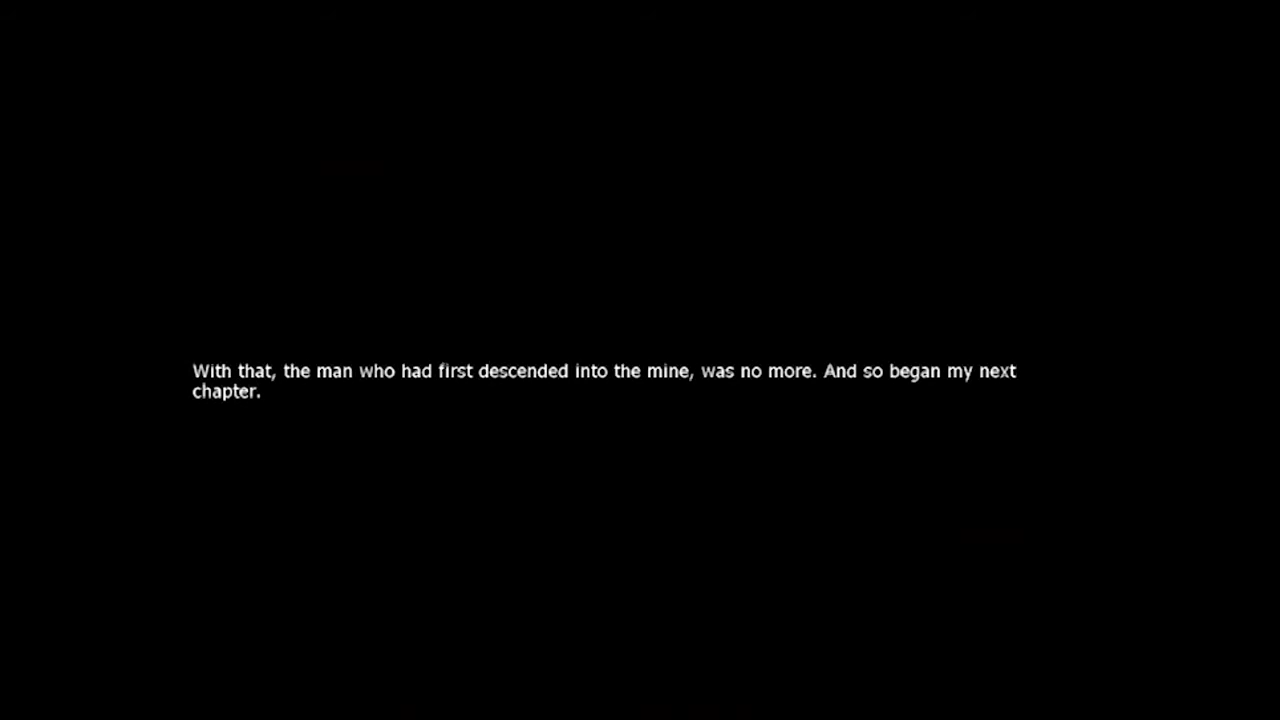 With that, the man who had first descended into the mine, was no more. And so began my next
chapter.